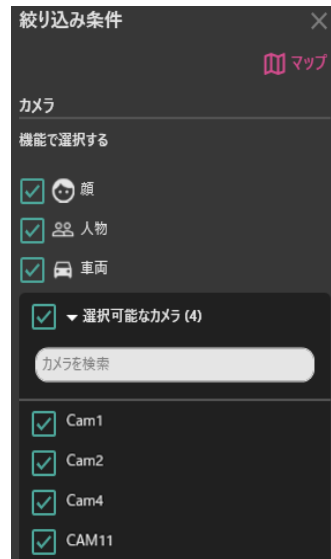 絞り込み条件
マップ
カメラ
機能で選択する
顔
人物
車両
選択可能なカメラ (4)
カメラを検索
Cam1
Cam2
Cam4
CAM11